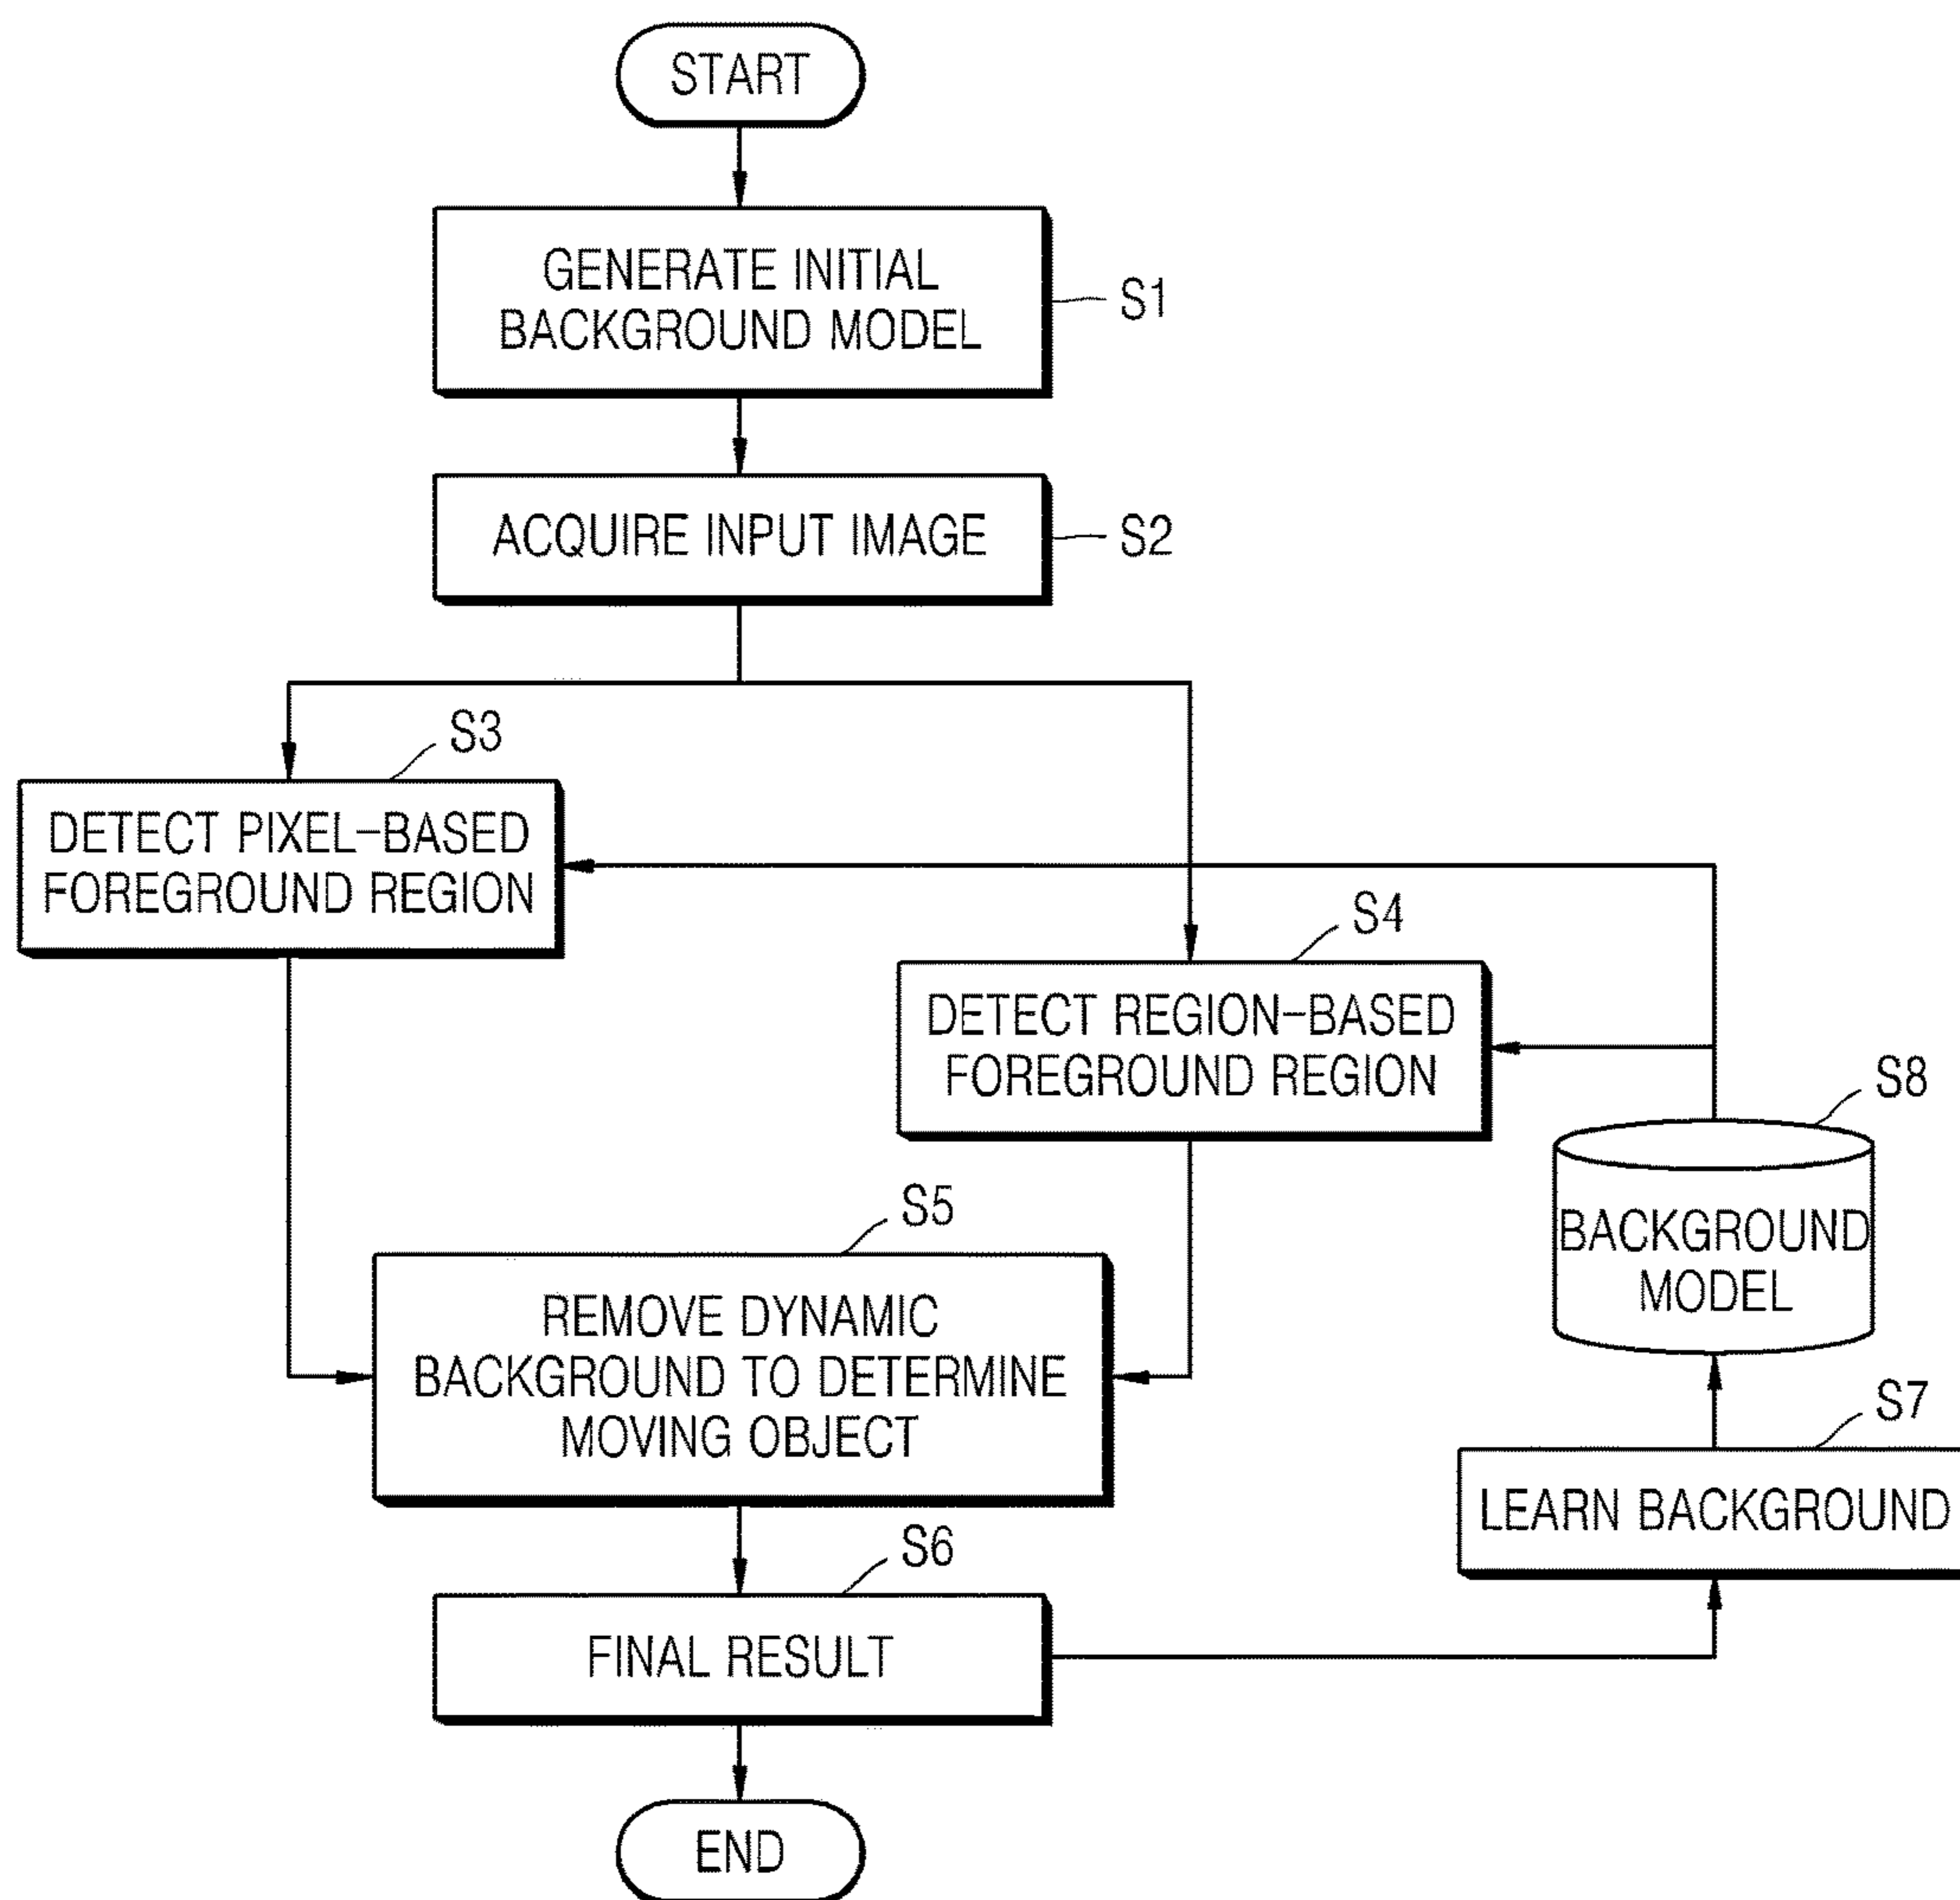 START
GENERATE INITIAL
BACKGROUND MODEL
S1
ACQUIRE INPUT IMAGE
S2
S3
DETECT PIXEL-BASED
FOREGROUND REGION
S4
DETECT REGION-BASED
FOREGROUND REGION
S8
BACKGROUND
MODEL
S5
REMOVE DYNAMIC
BACKGROUND TO DETERMINE
MOVING OBJECT
S7
LEARN BACKGROUND
S6
FINAL RESULT
END